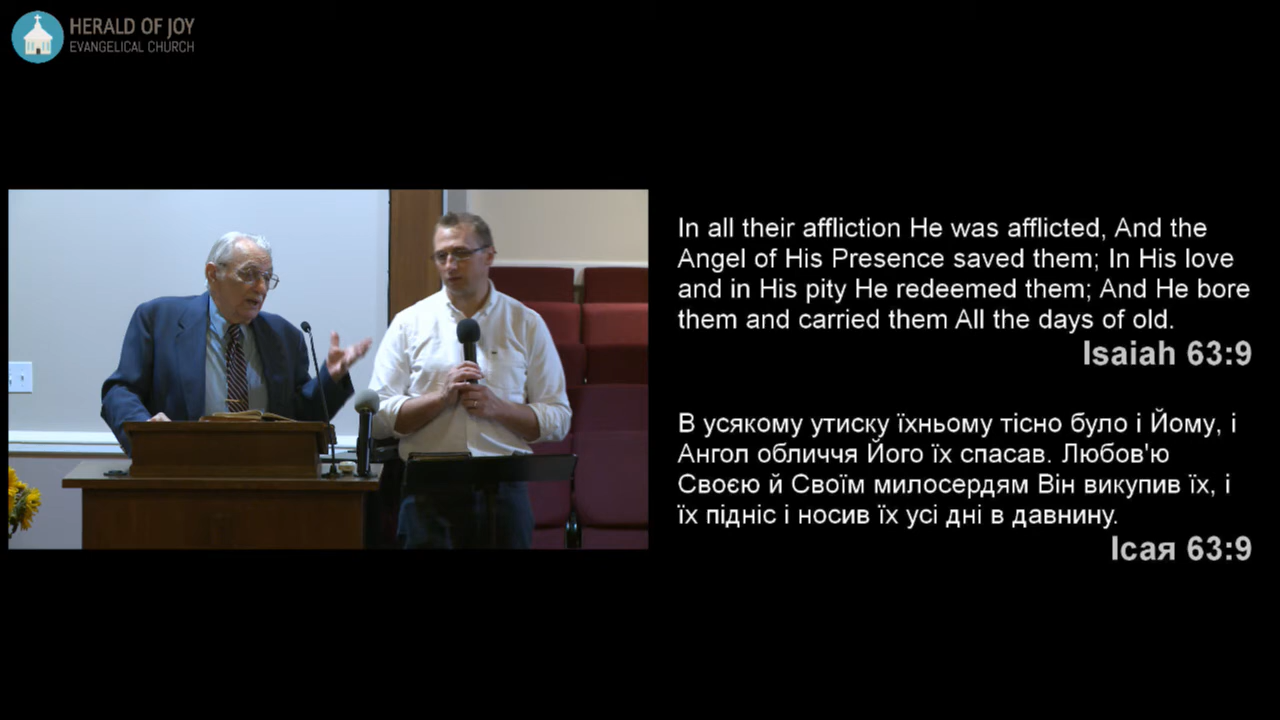 HERALD OF JOY
EVANGELICAL CHURCH
In all their affliction He was afflicted, And the
Angel of His Presence saved them; In His love
and in His pity He redeemed them; And He bore
them and carried them All the days of old.
Isaiah 63:9
В усякому утиску їхньому тісно було і Йому, і
Ангол обличчя Його їх спасав. Любов'ю
Своєю й Своїм милосердям Він викупив їх, і
їх підніс і носив їх усі дні в давнину.
Ісая 63:9